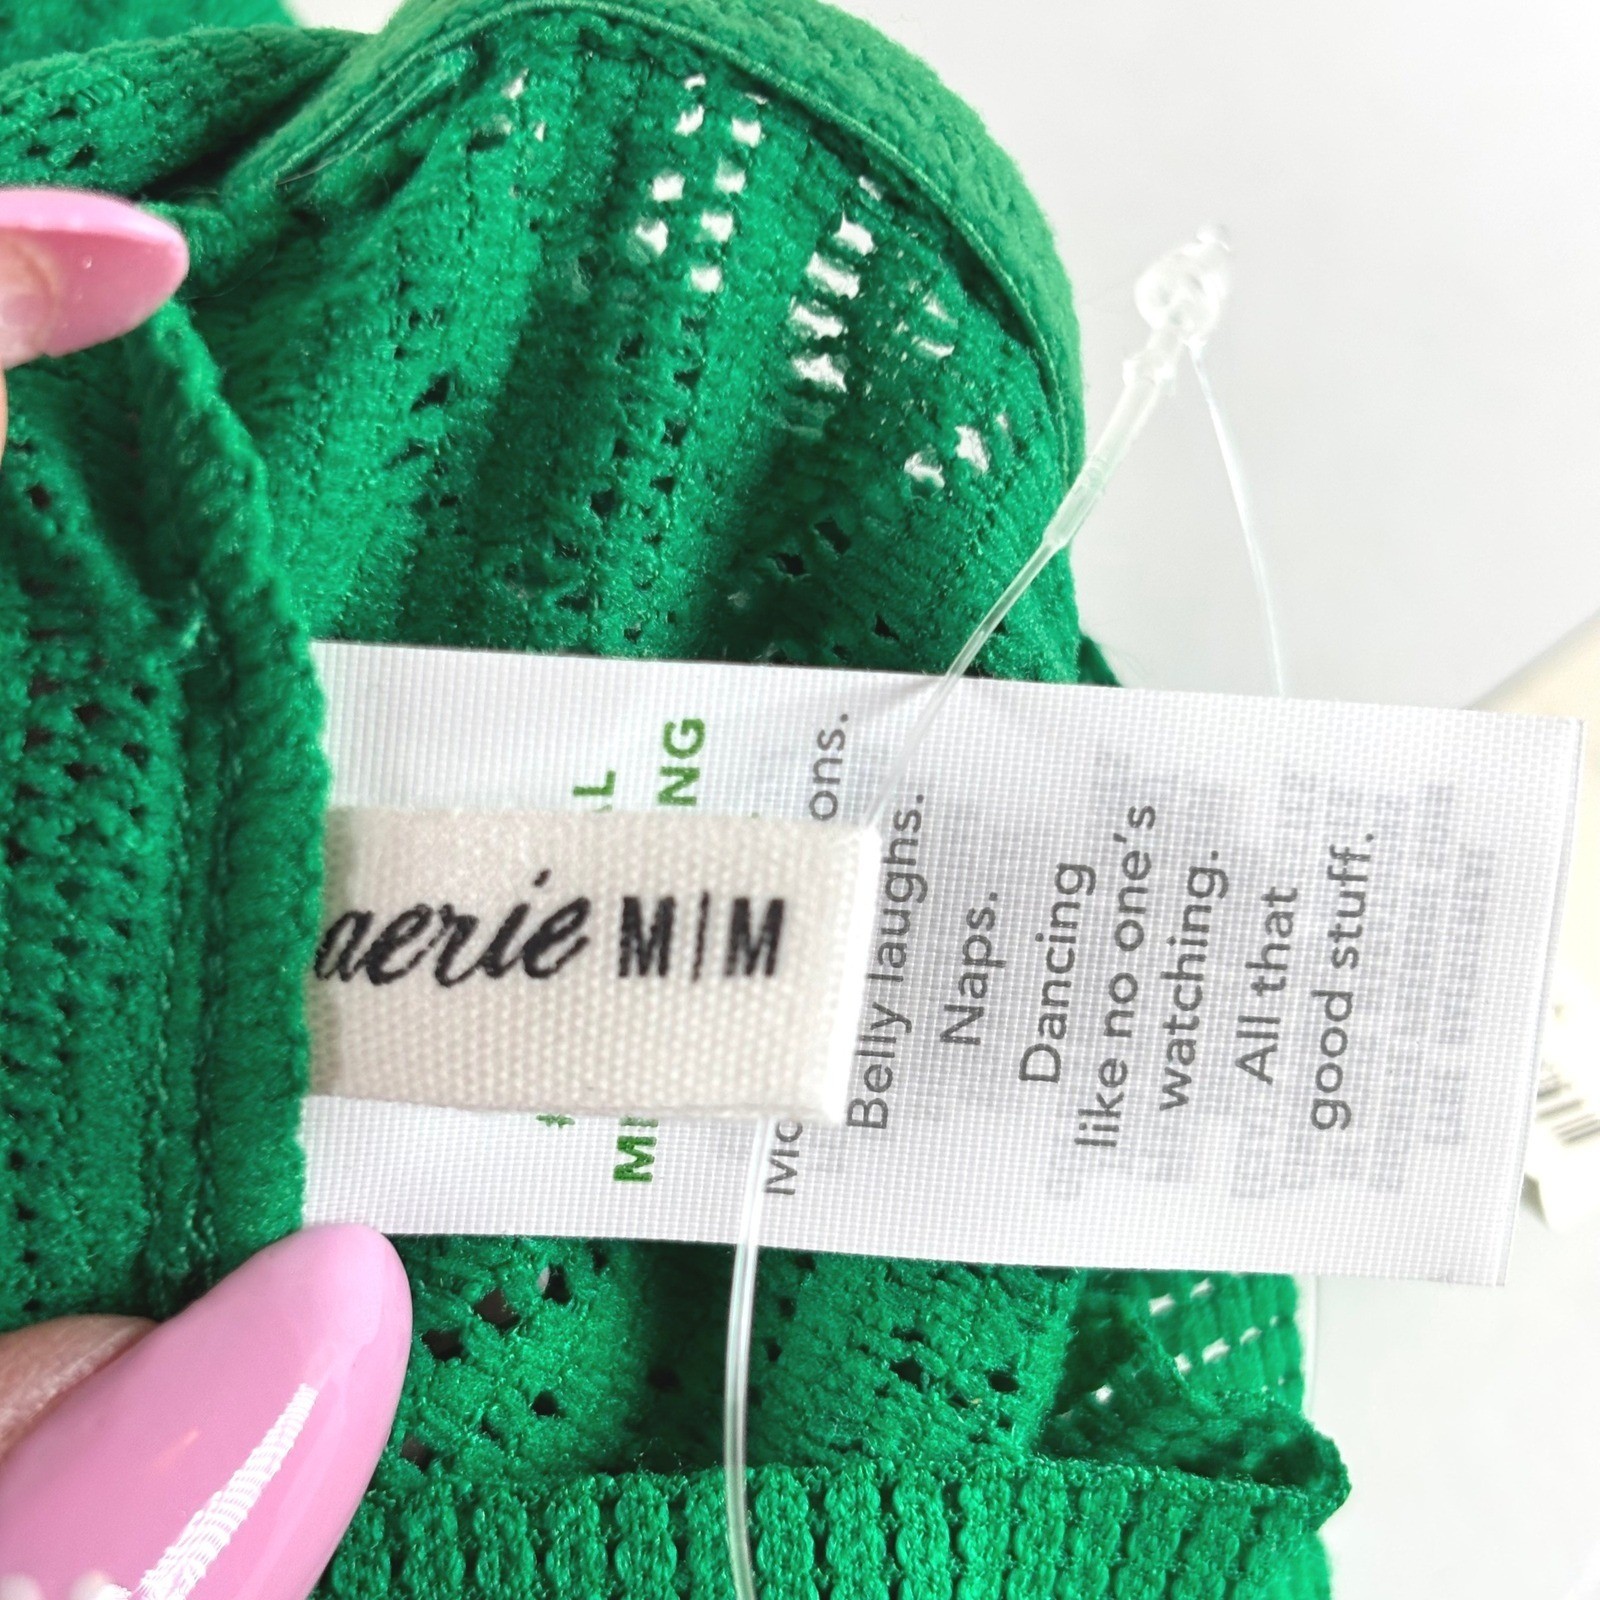 aerie M|M
Belly laughs.
Naps.
Dancing
like no one's
watching.
All that
good stuff.